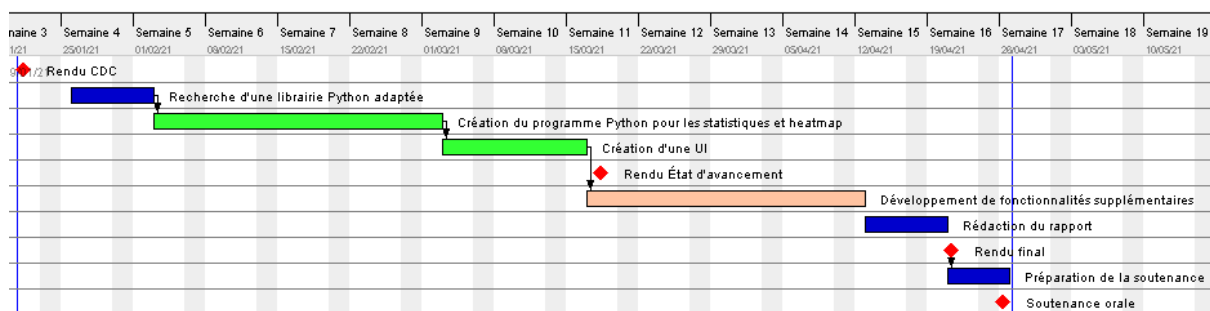 naine 3 Semaine 4 Semaine 5 Semaine 6 Semaine 7 Semaine 8 Semaine 9 Semaine 10 Semaine 11 Semaine 12 Semaine 13 Semaine 14 Semaine 15 Semaine 16 Semaine 17 Semaine 18 Semaine 19
1/21 25/01/21 01/02/21 08/02/21 15/02/21 22/02/21 01/03/21 08/03/21 15/03/21 22/03/21 29/03/21 05/04/21 12/04/21 19/04/21 26/04/21 03/05/21 10/05/21
Rendu CDC
Recherche d'une librairie Python adaptée
Création du programme Python pour les statistiques et heatmap
Création d'une UI
Rendu État d'avancement
Développement de fonctionnalités supplémentaires
Rédaction du rapport
Rendu final
Préparation de la soutenance
Soutenance orale